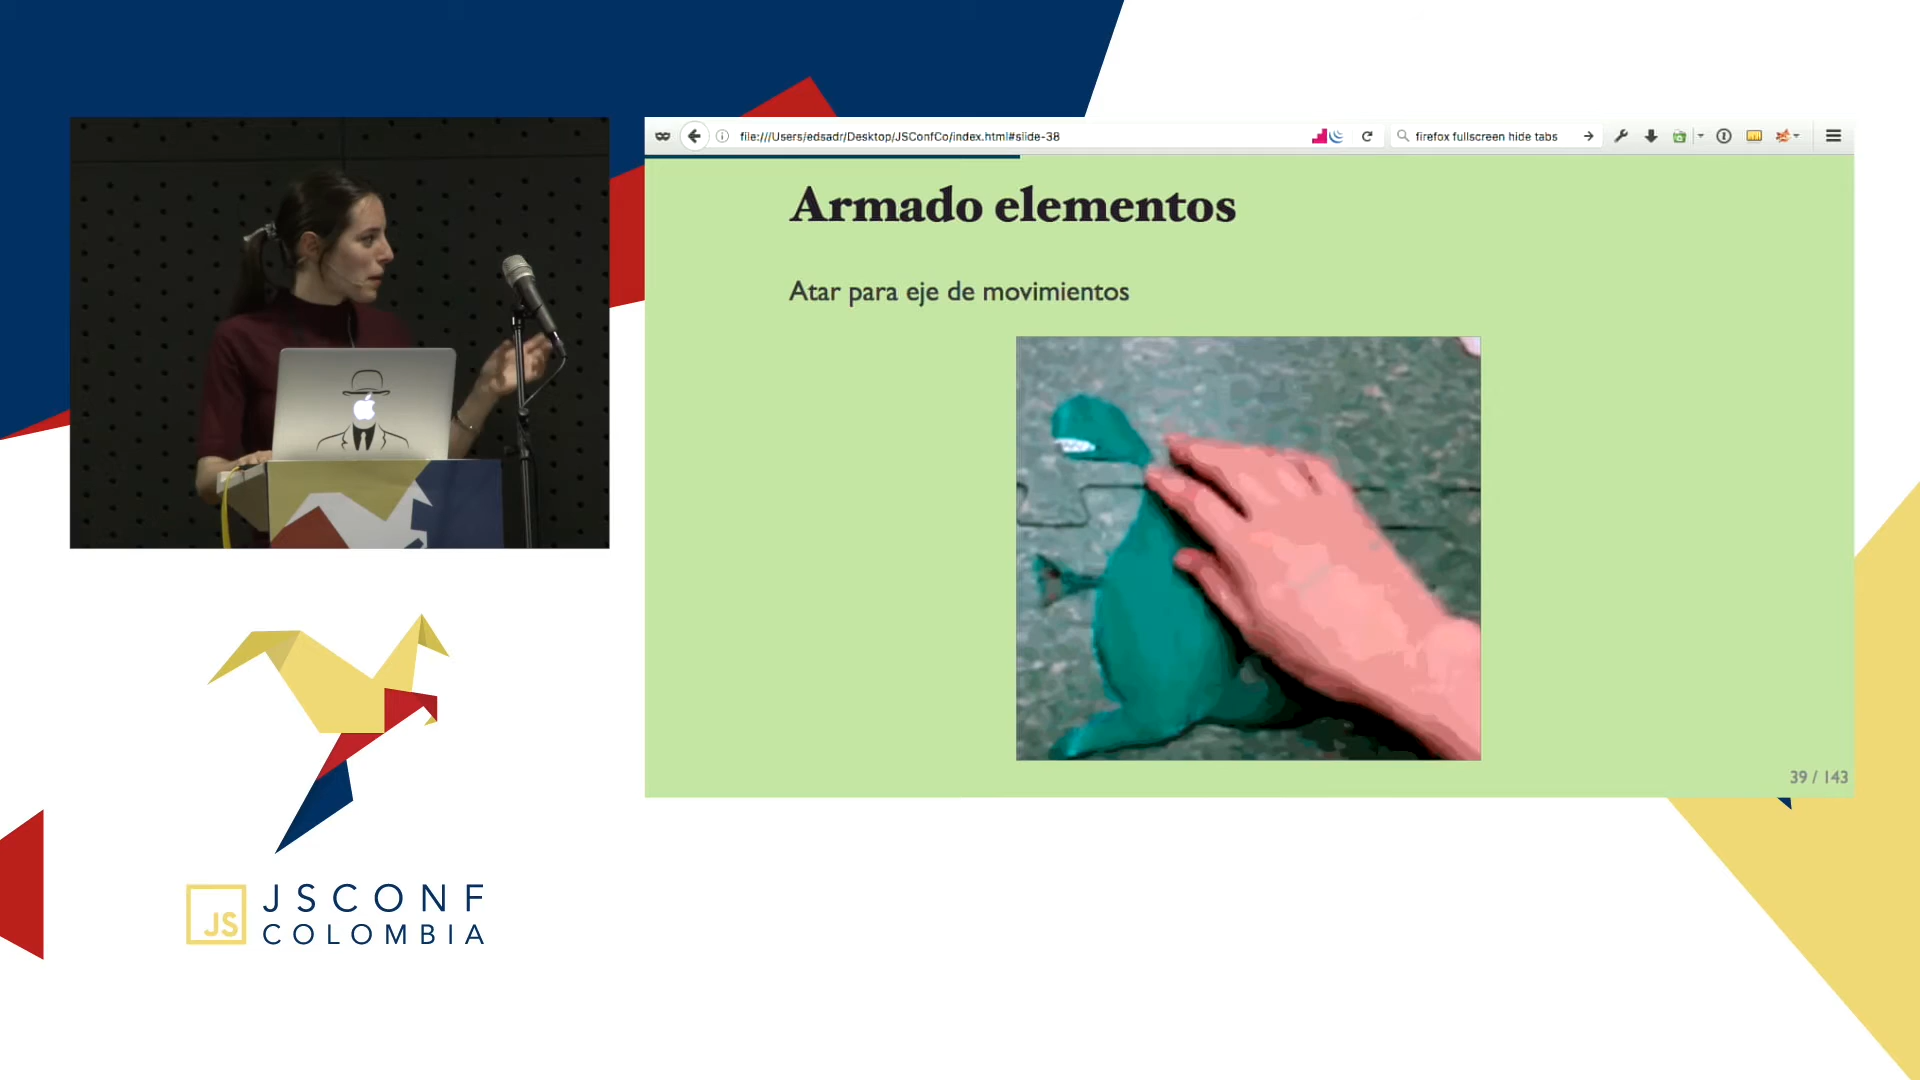 file:///Users/edsadr/Desktop/JSConfCo/index.html#slide-38
firefox fullscreen hide tabs
Armado elementos
Atar para eje de movimientos
39 / 143
JS
JSCONF
COLOMBIA